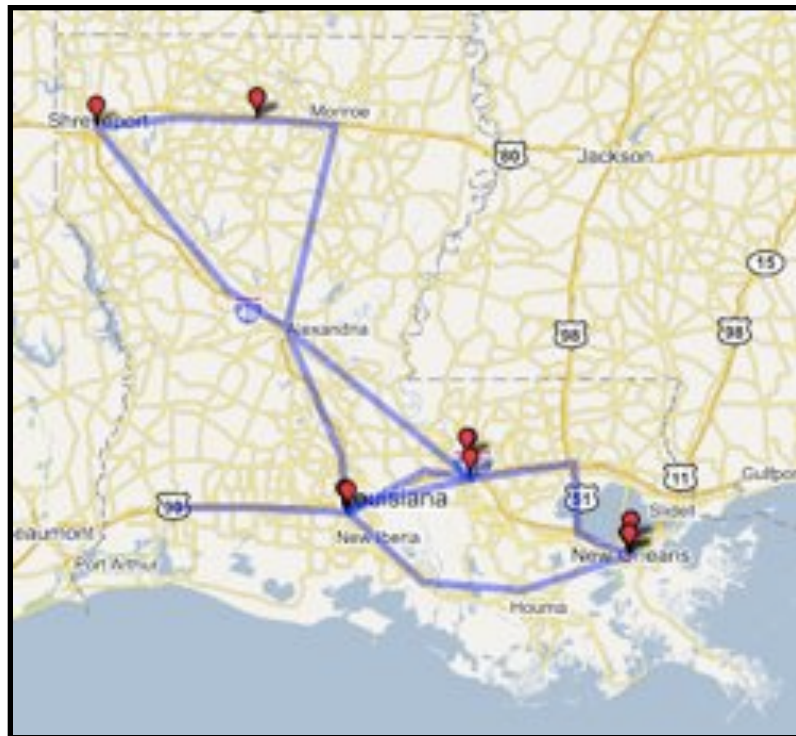 Monroe
Shreveport
80
Jackson
15
98
98
Alexandria
11
Gulfport
Louisiana
90
51
Slidell
Beaumont
New Iberia
New Orleans
Port Arthur
Houma